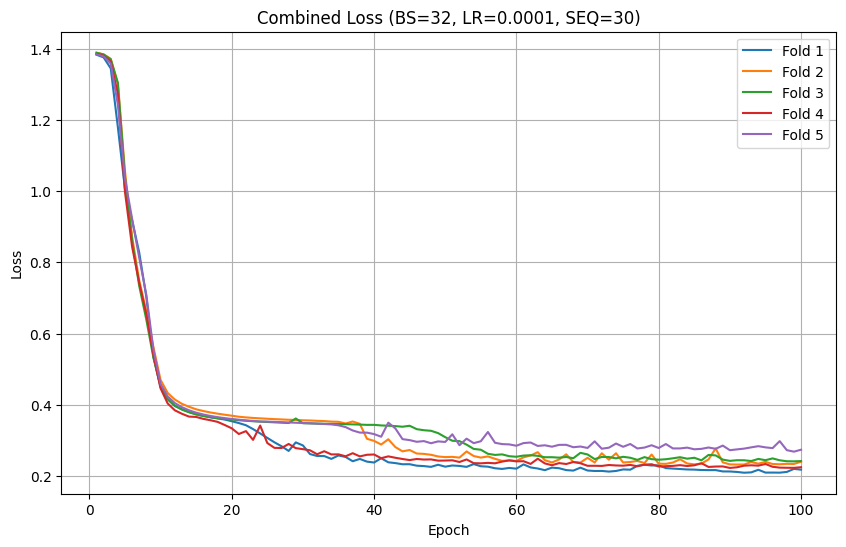 Combined Loss (BS=32, LR=0.0001, SEQ=30)
Fold 1
Fold 2
Fold 3
Fold 4
Fold 5
Loss
1.4
1.2
1.0
0.8
0.6
0.4
0.2
0 20 40 60 80 100
Epoch